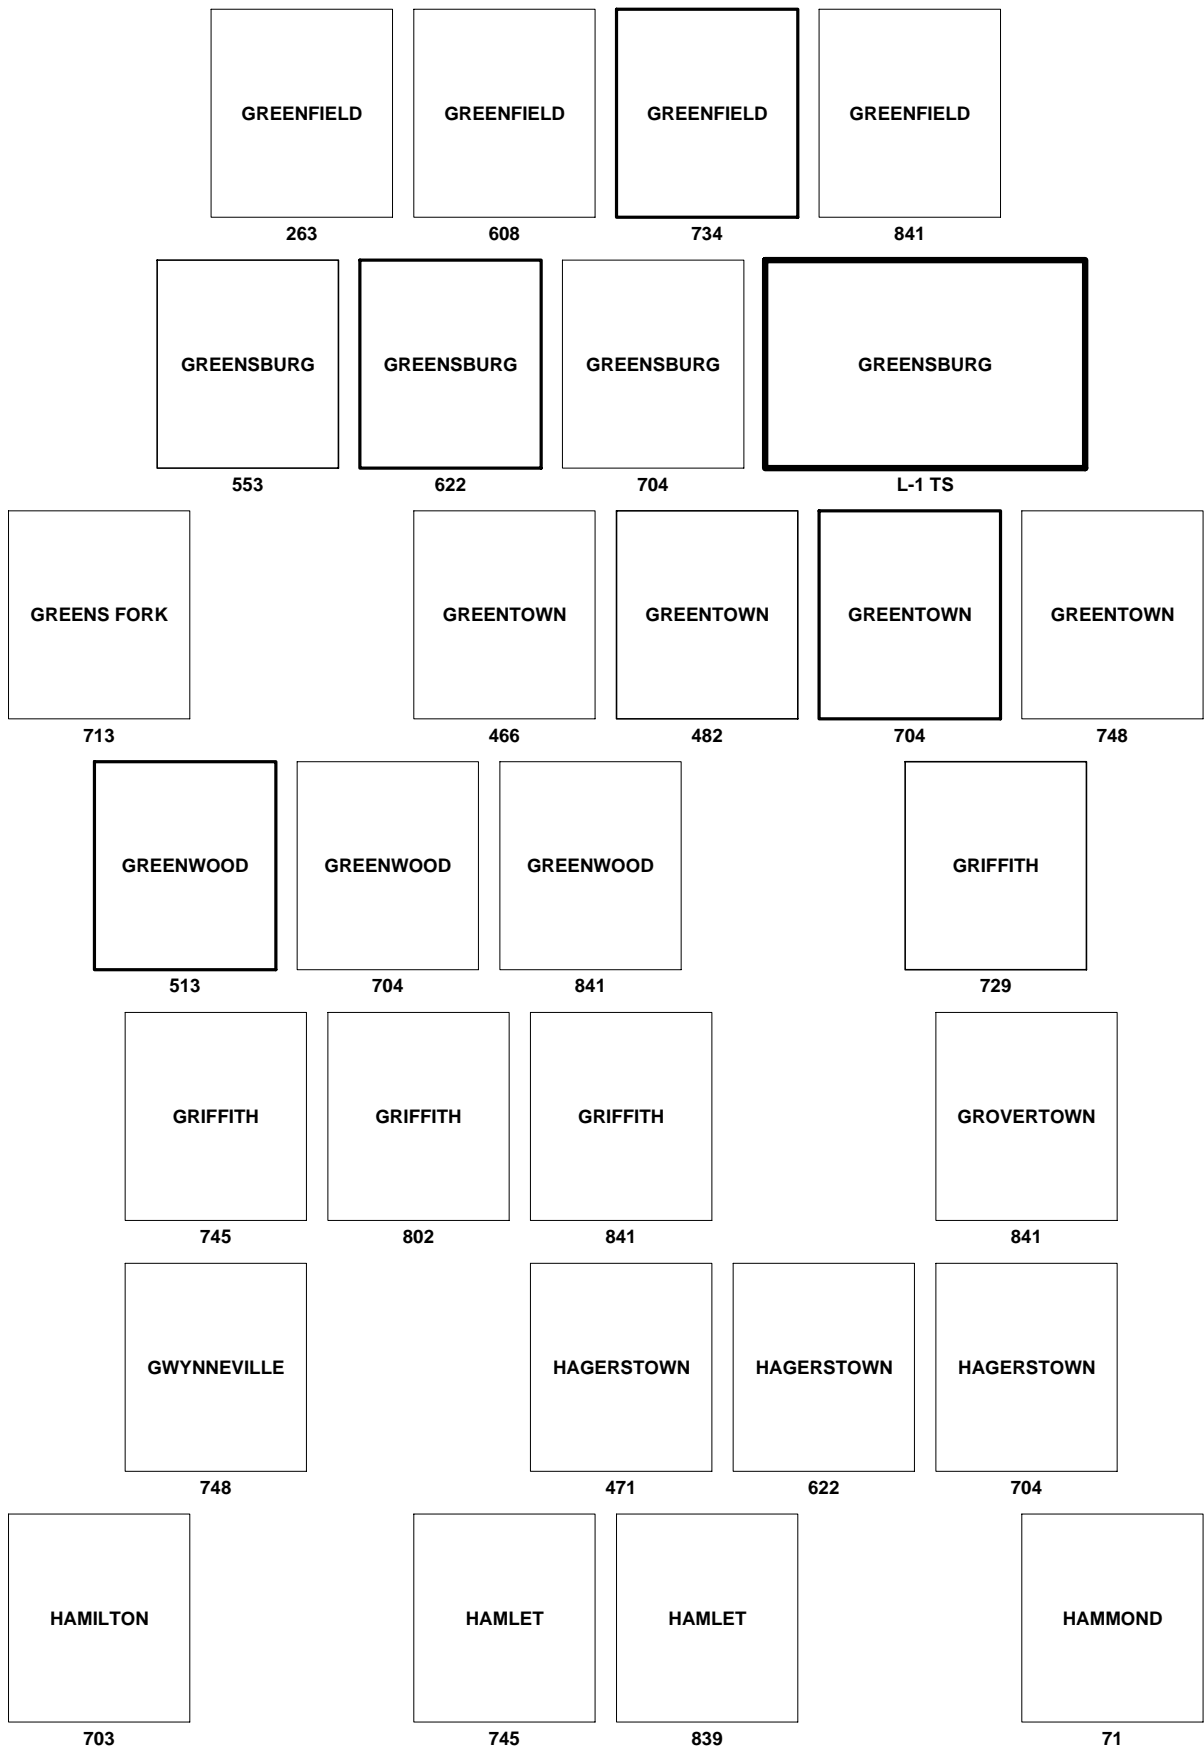 GREENFIELD GREENFIELD GREENFIELD GREENFIELD
263 608 734 841
GREENSBURG GREENSBURG GREENSBURG GREENSBURG
553 622 704 L-1 TS
GREENS FORK GREENTOWN GREENTOWN GREENTOWN GREENTOWN
713 466 482 704 748
GREENWOOD GREENWOOD GREENWOOD GRIFFITH
513 704 841 729
GRIFFITH GRIFFITH GRIFFITH GROVERTOWN
745 802 841 841
GWYNNEVILLE HAGERSTOWN HAGERSTOWN HAGERSTOWN
748 471 622 704
HAMILTON HAMLET HAMLET HAMMOND
703 745 839 71